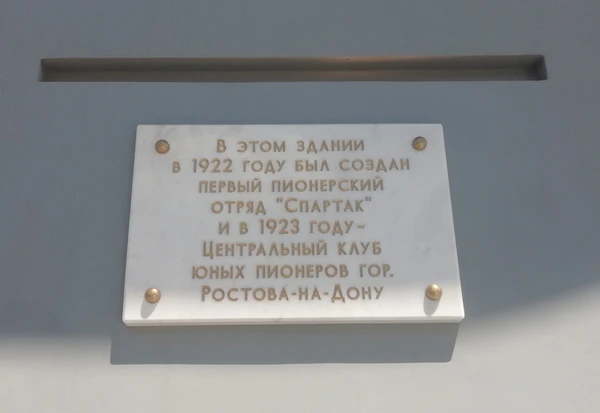 В ЭТОМ ЗДАНИИ
В 1922 ГОДУ БЫЛ СОЗДАН
ПЕРВЫЙ ПИОНЕРСКИЙ
ОТРЯД "СПАРТАК"
И В 1923 ГОДУ-
ЦЕНТРАЛЬНЫЙ КЛУБ
ЮНЫХ ПИОНЕРОВ ГОР.
РОСТОВА-НА-ДОНУ